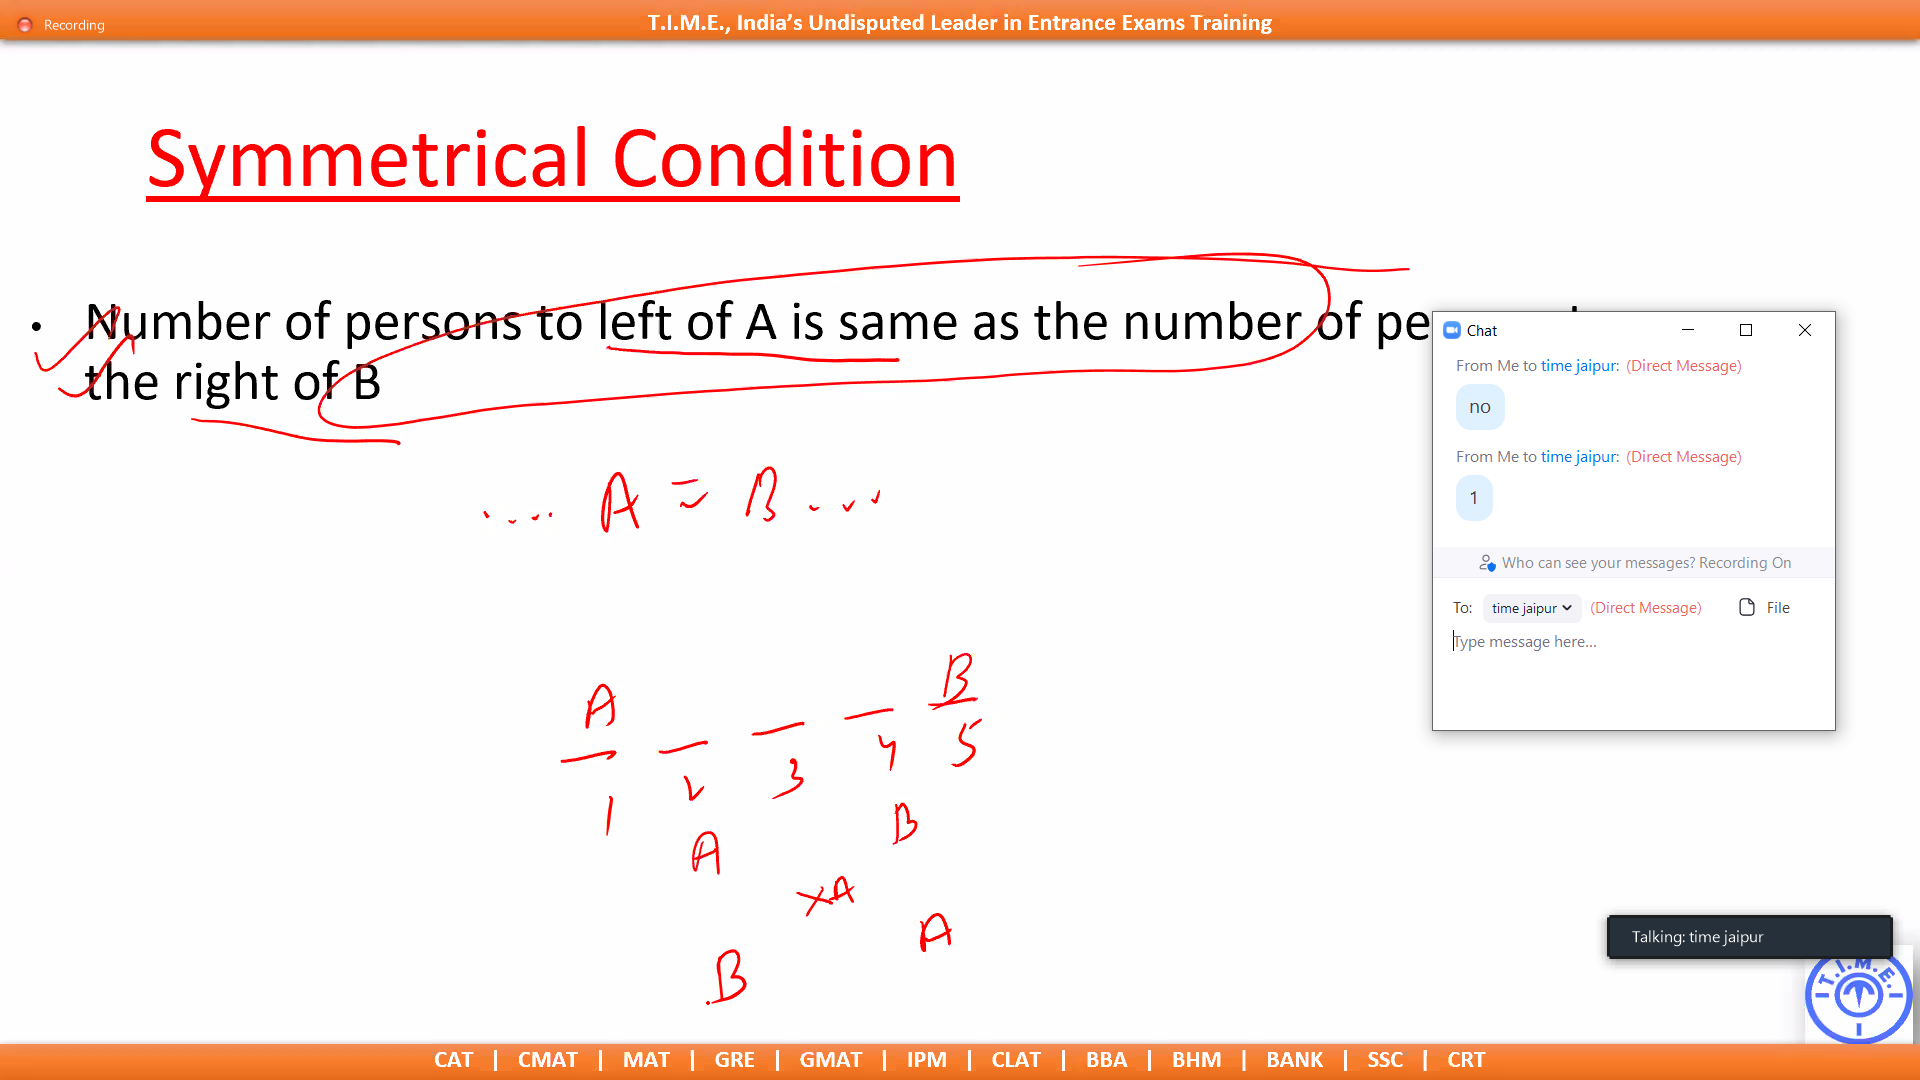 Recording
T.I.M.E., India’s Undisputed Leader in Entrance Exams Training
Symmetrical Condition
• Number of persons to left of A is same as the number of pe
the right of B
.... A = B ...
A B
1 2 3 4 5
A B
×A
B A
Chat
From Me to time jaipur: (Direct Message)
no
From Me to time jaipur: (Direct Message)
1
Who can see your messages? Recording On
To: time jaipur (Direct Message) File
Type message here...
Talking: time jaipur
T.I.M.E.
CAT | CMAT | MAT | GRE | GMAT | IPM | CLAT | BBA | BHM | BANK | SSC | CRT